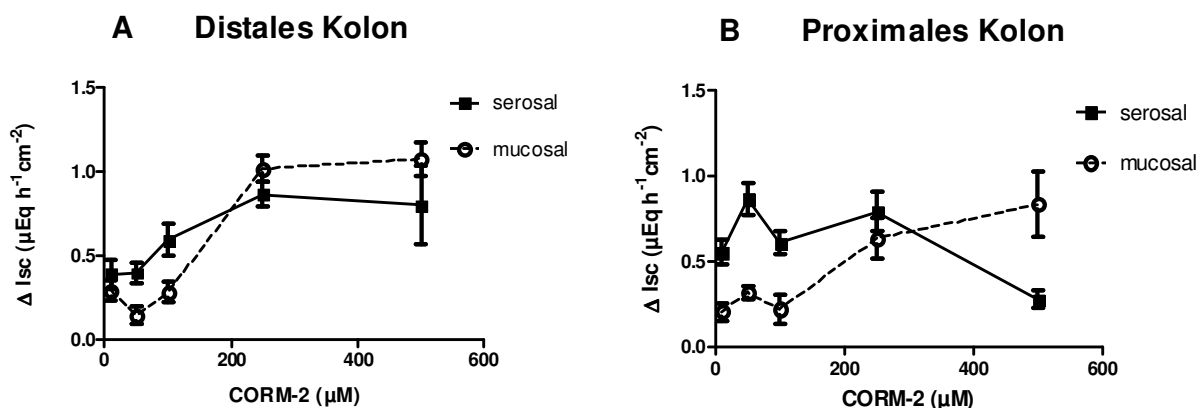 A Distales Kolon
Δ Isc (µEq h⁻¹cm⁻²)
1.5
1.0
0.5
0.0
0 200 400 600
CORM-2 (µM)
serosal
mucosal
B Proximales Kolon
Δ Isc (µEq h⁻¹cm⁻²)
1.5
1.0
0.5
0.0
0 200 400 600
CORM-2 (µM)
serosal
mucosal